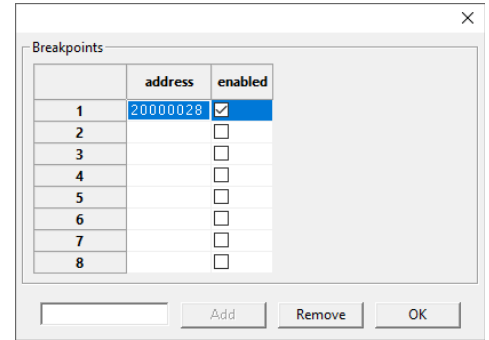 Breakpoints
address enabled
1 20000028
2
3
4
5
6
7
8
Add Remove OK